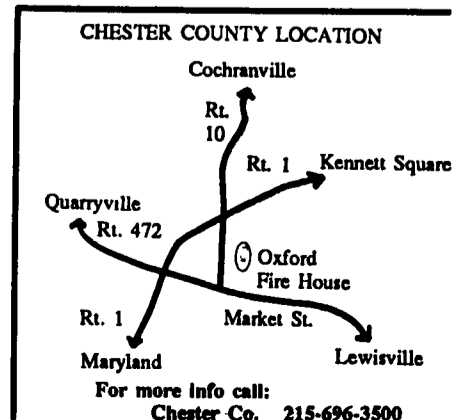 CHESTER COUNTY LOCATION
Cochranville
Rt.
10
Rt. 1
Kennett Square
Quarryville
Rt. 472
Oxford
Fire House
Rt. 1
Market St.
Maryland
Lewisville
For more info call:
Chester Co. 215-696-3500